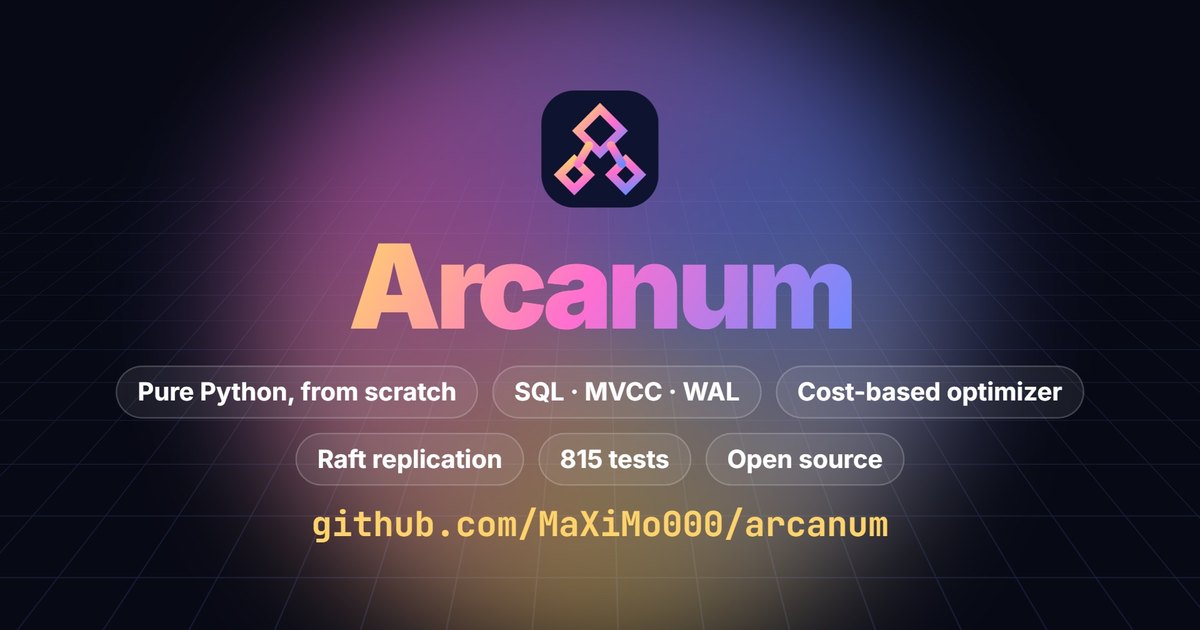 Arcanum
Pure Python, from scratch
SQL · MVCC · WAL
Cost-based optimizer
Raft replication
815 tests
Open source
github.com/MaXiMo000/arcanum